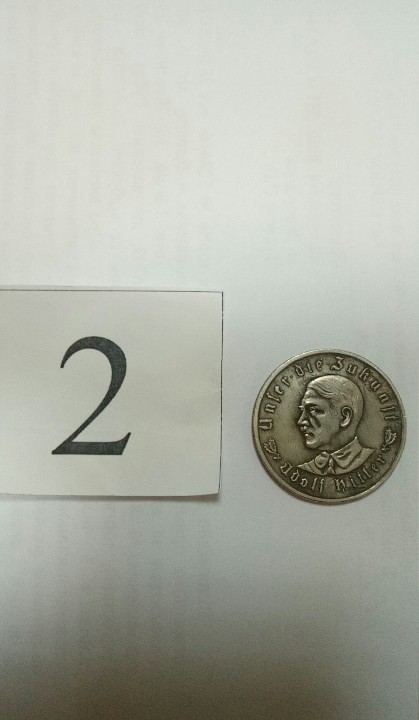 2
Unser die Zukunft
Adolf Hitler